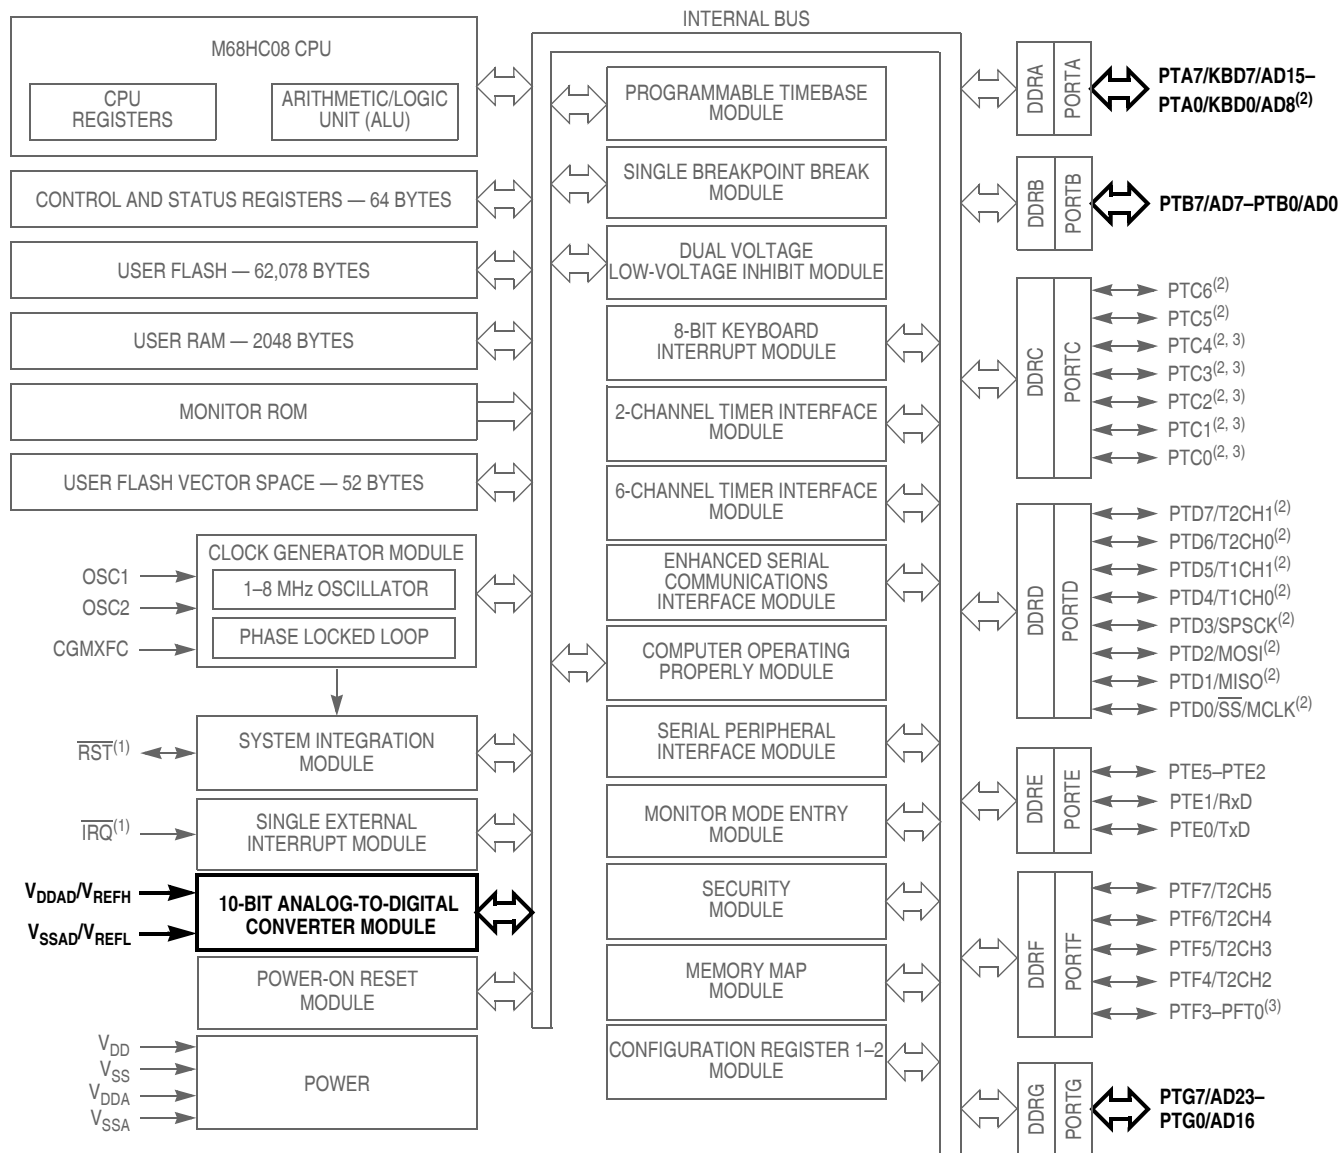 INTERNAL BUS
M68HC08 CPU
CPU
REGISTERS
ARITHMETIC/LOGIC
UNIT (ALU)
CONTROL AND STATUS REGISTERS — 64 BYTES
USER FLASH — 62,078 BYTES
USER RAM — 2048 BYTES
MONITOR ROM
USER FLASH VECTOR SPACE — 52 BYTES
CLOCK GENERATOR MODULE
1–8 MHz OSCILLATOR
PHASE LOCKED LOOP
OSC1
OSC2
CGMXFC
SYSTEM INTEGRATION
MODULE
RST(1)
SINGLE EXTERNAL
INTERRUPT MODULE
IRQ(1)
10-BIT ANALOG-TO-DIGITAL
CONVERTER MODULE
VDDAD/VREFH
VSSAD/VREFL
POWER-ON RESET
MODULE
POWER
VDD
VSS
VDDA
VSSA
PROGRAMMABLE TIMEBASE
MODULE
SINGLE BREAKPOINT BREAK
MODULE
DUAL VOLTAGE
LOW-VOLTAGE INHIBIT MODULE
8-BIT KEYBOARD
INTERRUPT MODULE
2-CHANNEL TIMER INTERFACE
MODULE
6-CHANNEL TIMER INTERFACE
MODULE
ENHANCED SERIAL
COMMUNICATIONS
INTERFACE MODULE
COMPUTER OPERATING
PROPERLY MODULE
SERIAL PERIPHERAL
INTERFACE MODULE
MONITOR MODE ENTRY
MODULE
SECURITY
MODULE
MEMORY MAP
MODULE
CONFIGURATION REGISTER 1–2
MODULE
DDRA
PORTA
PTA7/KBD7/AD15–
PTA0/KBD0/AD8(2)
DDRB
PORTB
PTB7/AD7–PTB0/AD0
DDRC
PORTC
PTC6(2)
PTC5(2)
PTC4(2, 3)
PTC3(2, 3)
PTC2(2, 3)
PTC1(2, 3)
PTC0(2, 3)
DDRD
PORTD
PTD7/T2CH1(2)
PTD6/T2CH0(2)
PTD5/T1CH1(2)
PTD4/T1CH0(2)
PTD3/SPSCK(2)
PTD2/MOSI(2)
PTD1/MISO(2)
PTD0/SS/MCLK(2)
DDRE
PORTE
PTE5–PTE2
PTE1/RxD
PTE0/TxD
DDRF
PORTF
PTF7/T2CH5
PTF6/T2CH4
PTF5/T2CH3
PTF4/T2CH2
PTF3–PFT0(3)
DDRG
PORTG
PTG7/AD23–
PTG0/AD16